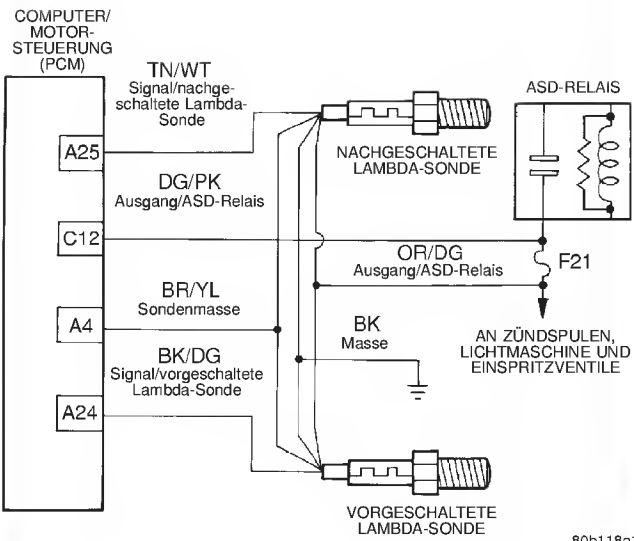 COMPUTER/
MOTOR-
STEUERUNG
(PCM)
TN/WT
Signal/nachge-
schaltete Lambda-
Sonde
A25
NACHGESCHALTETE
LAMBDA-SONDE
ASD-RELAIS
DG/PK
Ausgang/ASD-Relais
C12
OR/DG
Ausgang/ASD-Relais
F21
BR/YL
Sondenmasse
A4
BK
Masse
AN ZÜNDSPULEN,
LICHTMASCHINE UND
EINSPRITZVENTILE
BK/DG
Signal/vorgeschaltete
Lambda-Sonde
A24
VORGESCHALTETE
LAMBDA-SONDE